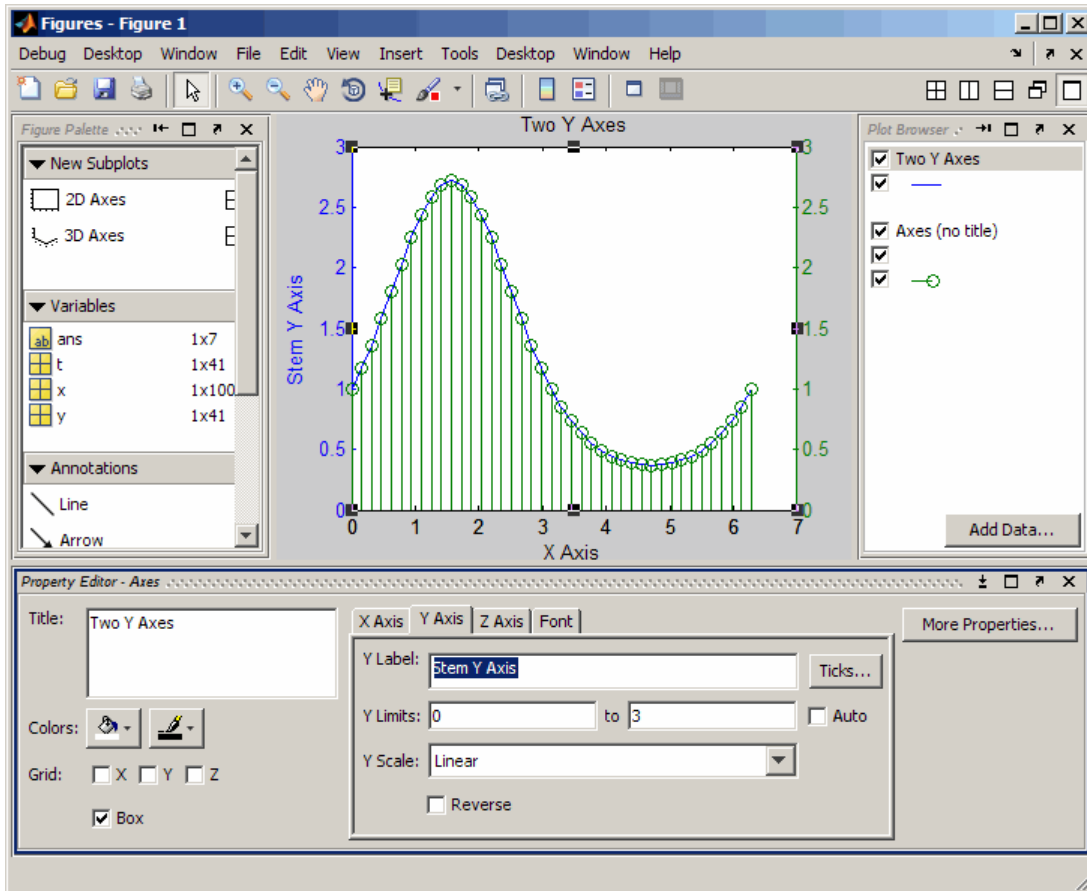 Figures - Figure 1
Debug Desktop Window File Edit View Insert Tools Desktop Window Help
Figure Palette
New Subplots
2D Axes
3D Axes
Variables
ab ans 1x7
t 1x41
x 1x100
y 1x41
Annotations
Line
Arrow
Two Y Axes
3
2.5
2
1.5
1
0.5
0
Stem Y Axis
3
2.5
2
1.5
1
0.5
0
0 1 2 3 4 5 6 7
X Axis
Plot Browser
Two Y Axes
Axes (no title)
Add Data...
Property Editor - Axes
Title: Two Y Axes
Colors:
Grid: X Y Z
Box
X Axis Y Axis Z Axis Font
Y Label: Stem Y Axis Ticks...
Y Limits: 0 to 3 Auto
Y Scale: Linear
Reverse
More Properties...